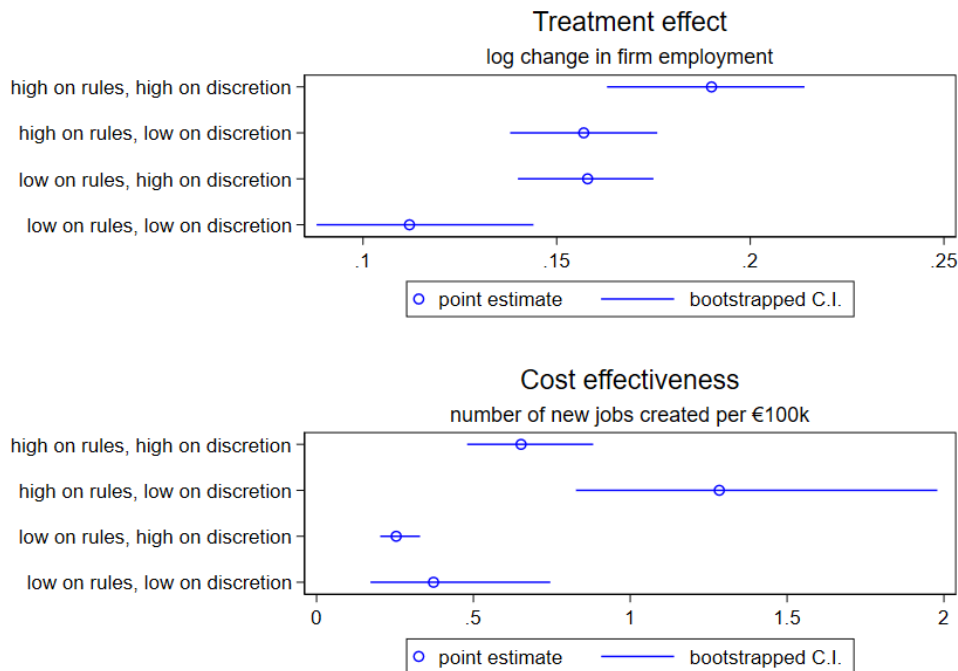 Treatment effect
log change in firm employment
high on rules, high on discretion
high on rules, low on discretion
low on rules, high on discretion
low on rules, low on discretion
.1 .15 .2 .25
point estimate bootstrapped C.I.
Cost effectiveness
number of new jobs created per €100k
high on rules, high on discretion
high on rules, low on discretion
low on rules, high on discretion
low on rules, low on discretion
0 .5 1 1.5 2
point estimate bootstrapped C.I.